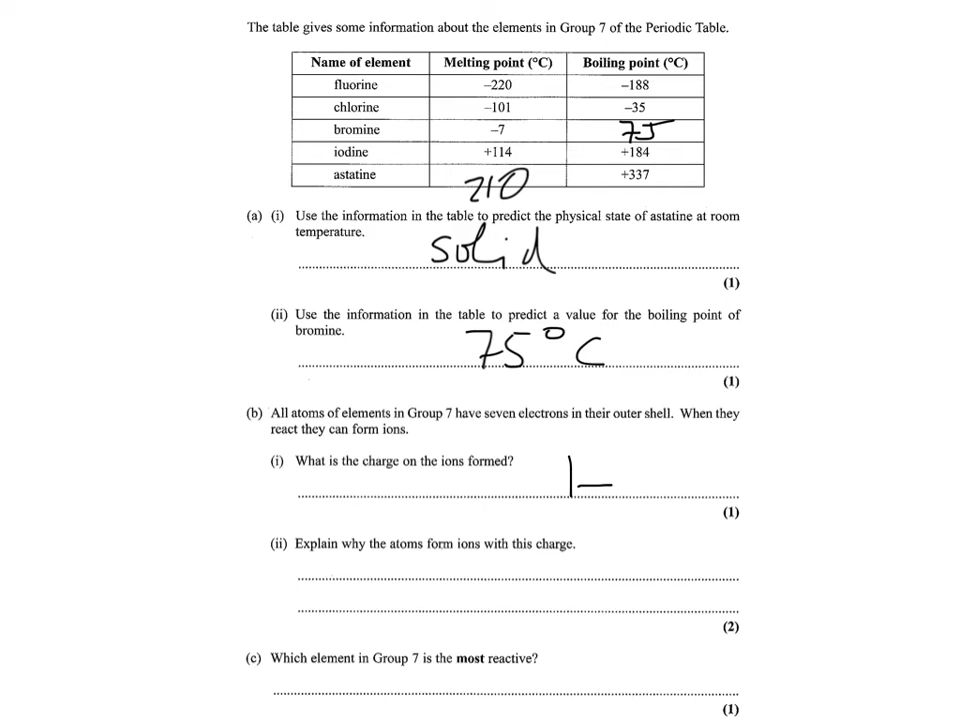 The table gives some information about the elements in Group 7 of the Periodic Table.
Name of element Melting point (°C) Boiling point (°C)
fluorine –220 –188
chlorine –101 –35
bromine –7 75
iodine +114 +184
astatine 210 +337
(a) (i) Use the information in the table to predict the physical state of astatine at room
temperature.
solid
(1)
(ii) Use the information in the table to predict a value for the boiling point of
bromine.
75°C
(1)
(b) All atoms of elements in Group 7 have seven electrons in their outer shell. When they
react they can form ions.
(i) What is the charge on the ions formed?
1–
(1)
(ii) Explain why the atoms form ions with this charge.
(2)
(c) Which element in Group 7 is the most reactive?
(1)